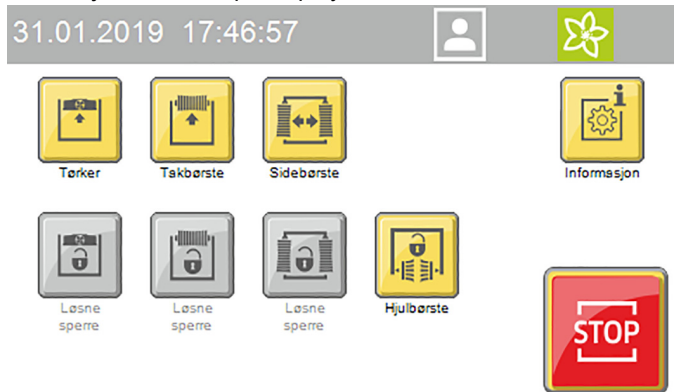 31.01.2019 17:46:57
Tørker Takbørste Sidebørste Informasjon
Løsne sperre
Løsne sperre
Løsne sperre
Hjulbørste
STOP